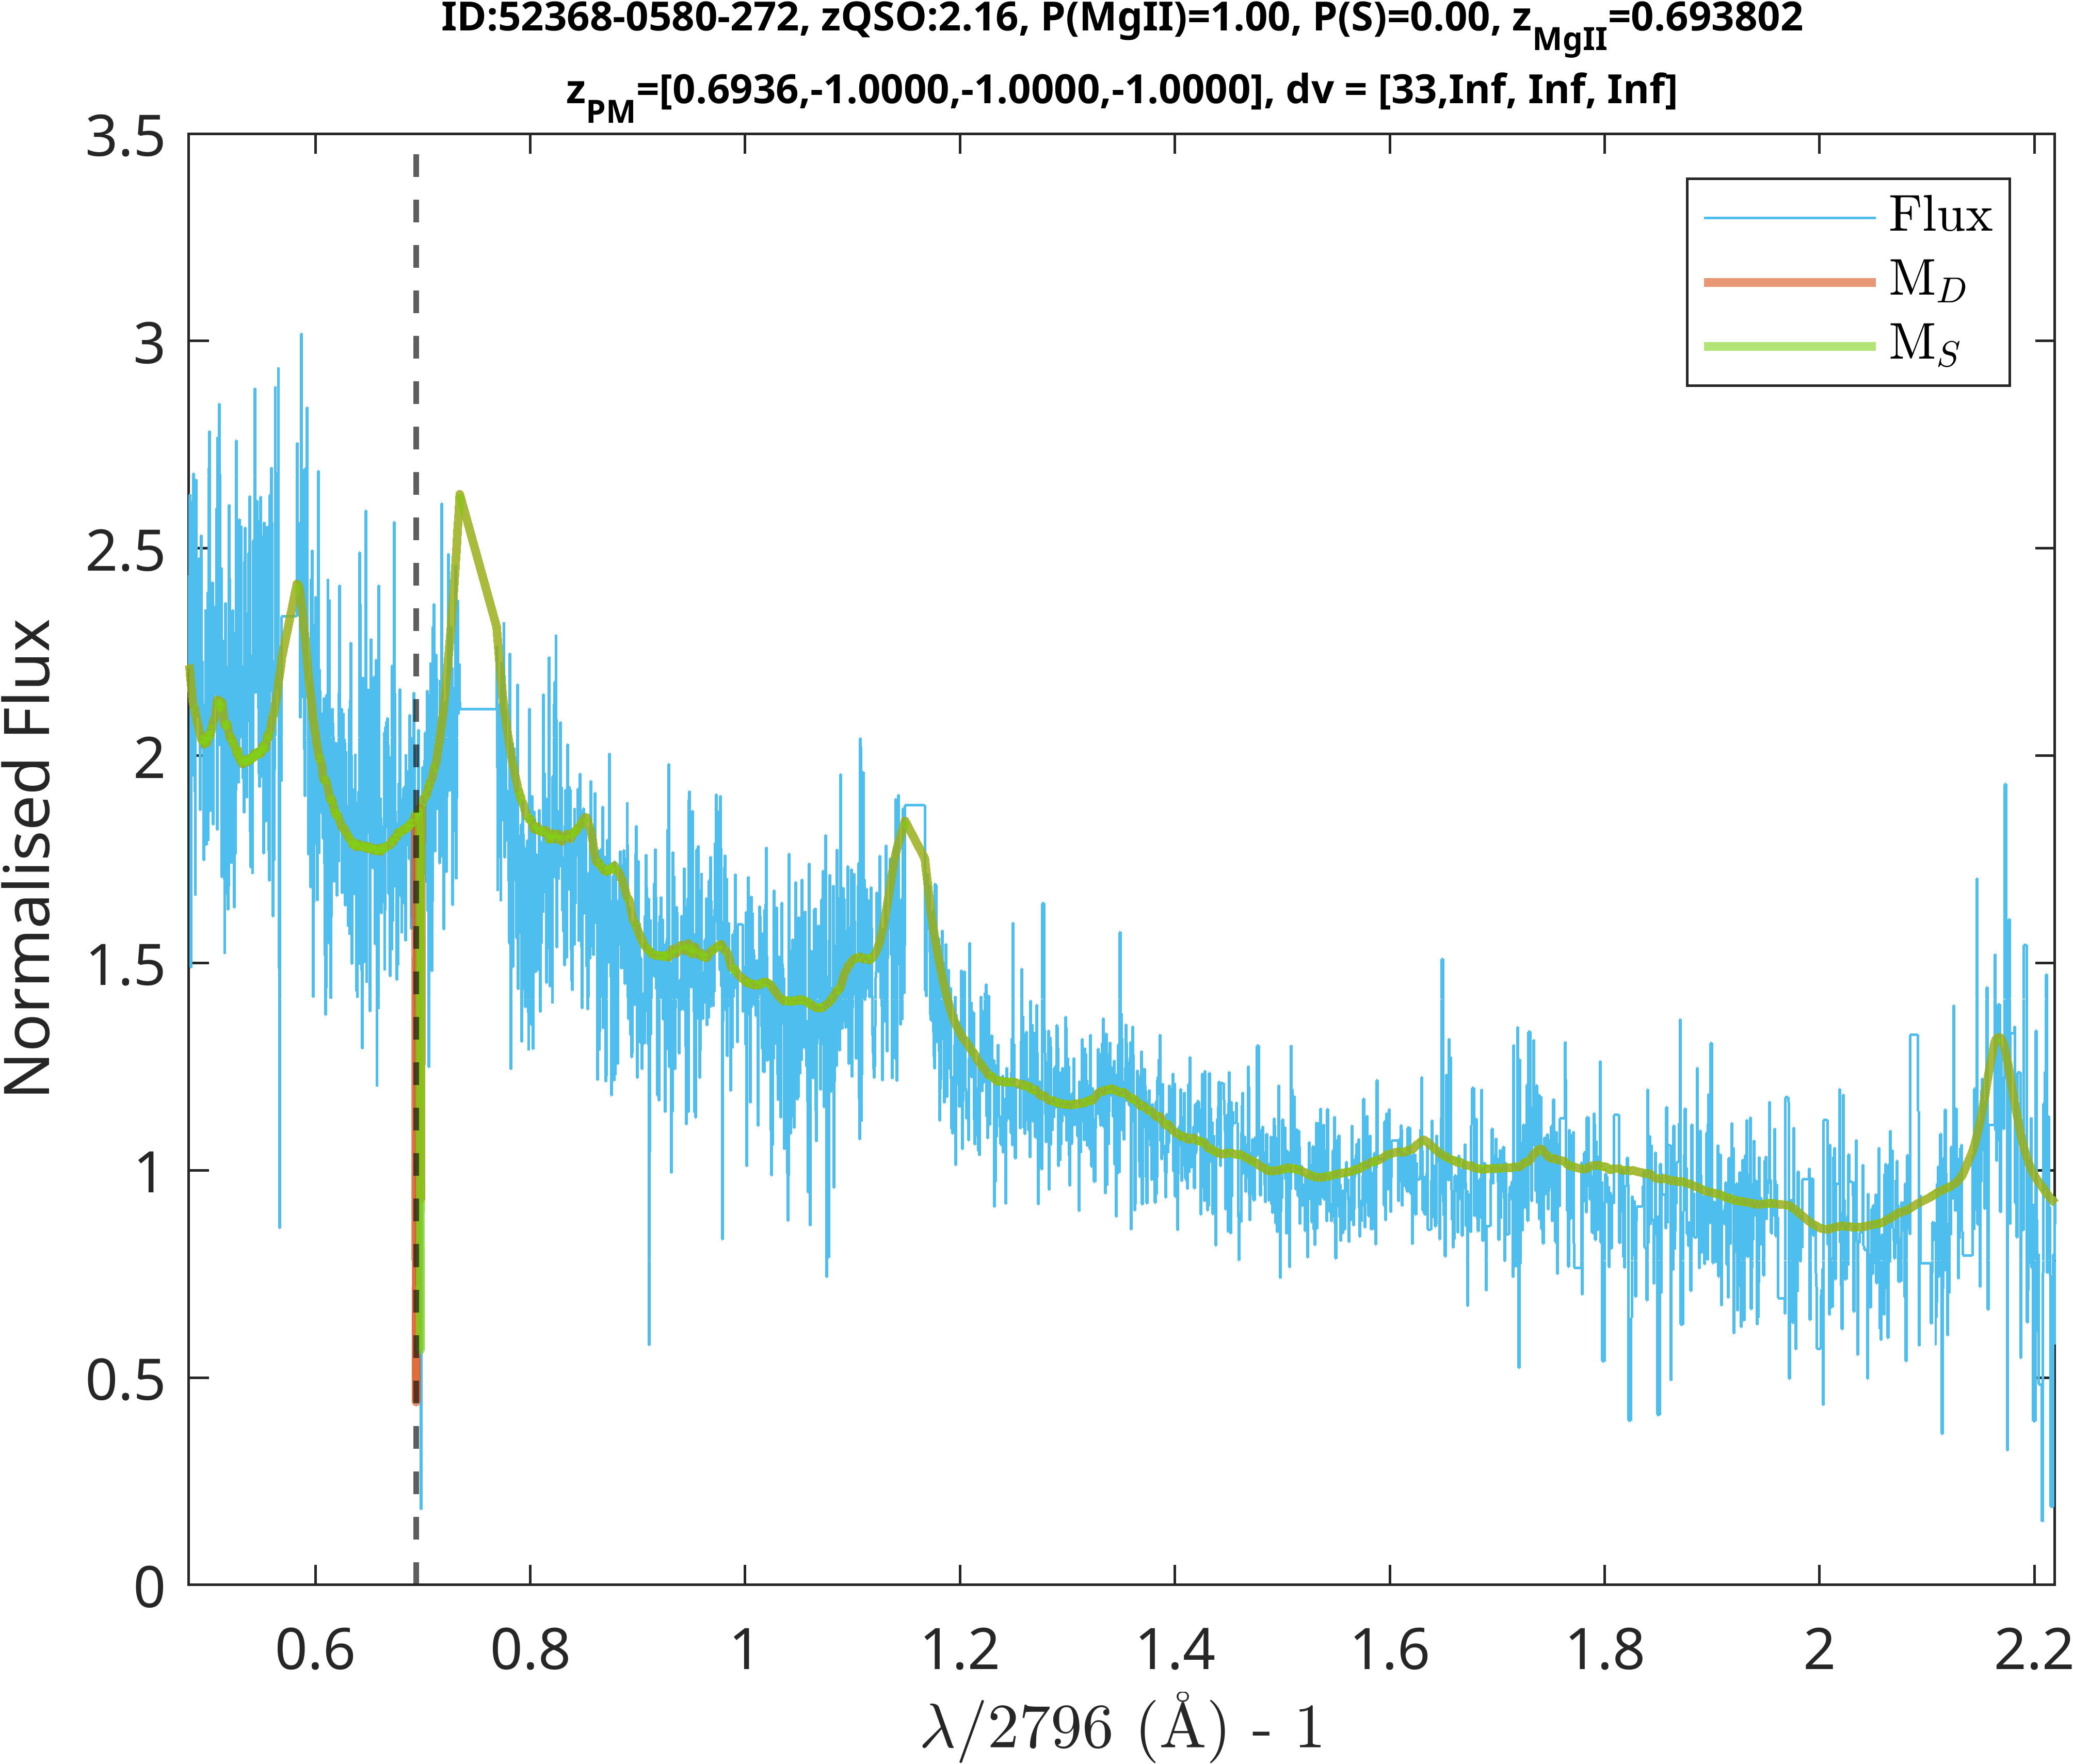 ID:52368-0580-272, zQSO:2.16, P(MgII)=1.00, P(S)=0.00, zMgII=0.693802
zPM=[0.6936,-1.0000,-1.0000,-1.0000], dv = [33,Inf, Inf, Inf]
3.5
3
2.5
2
1.5
1
0.5
0
Normalised Flux
Flux
MD
MS
0.6 0.8 1 1.2 1.4 1.6 1.8 2 2.2
λ/2796 (Å) - 1